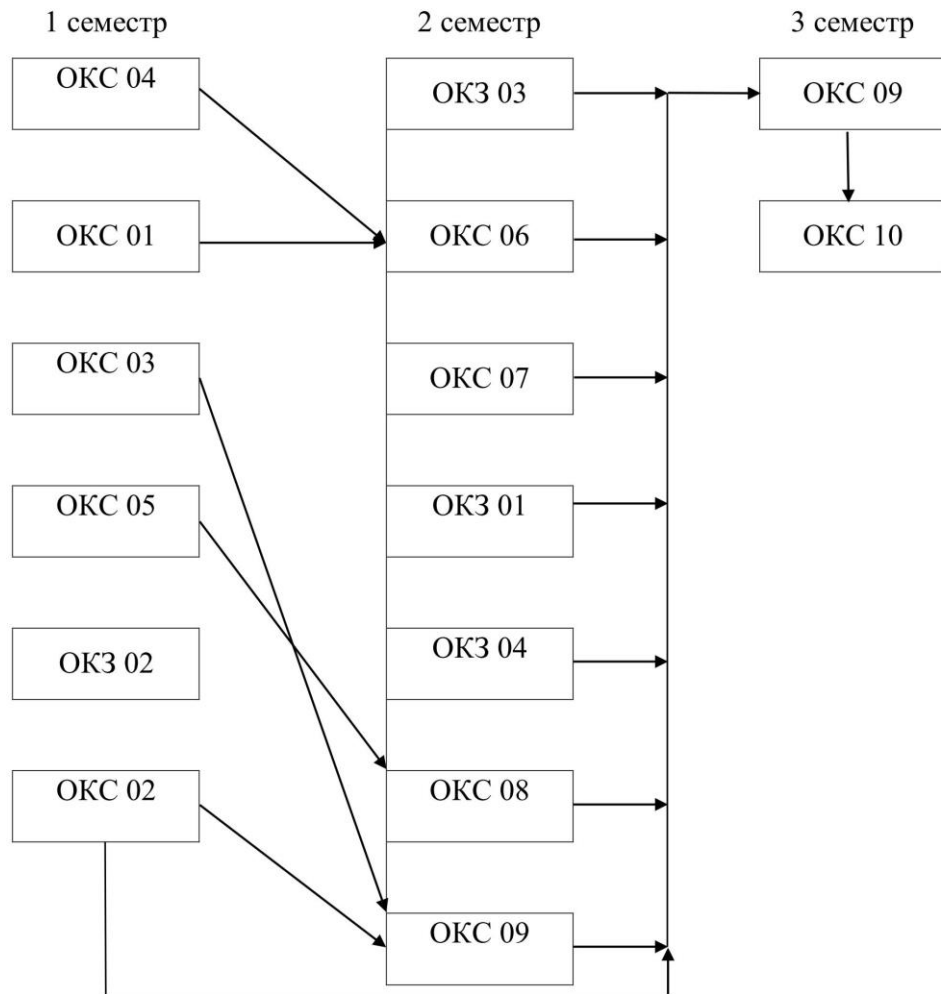 1 семестр 2 семестр 3 семестр
ОКС 04 ОКЗ 03 ОКС 09
ОКС 01 ОКС 06 ОКС 10
ОКС 03 ОКС 07
ОКС 05 ОКЗ 01
ОКЗ 02 ОКЗ 04
ОКС 02 ОКС 08
ОКС 09